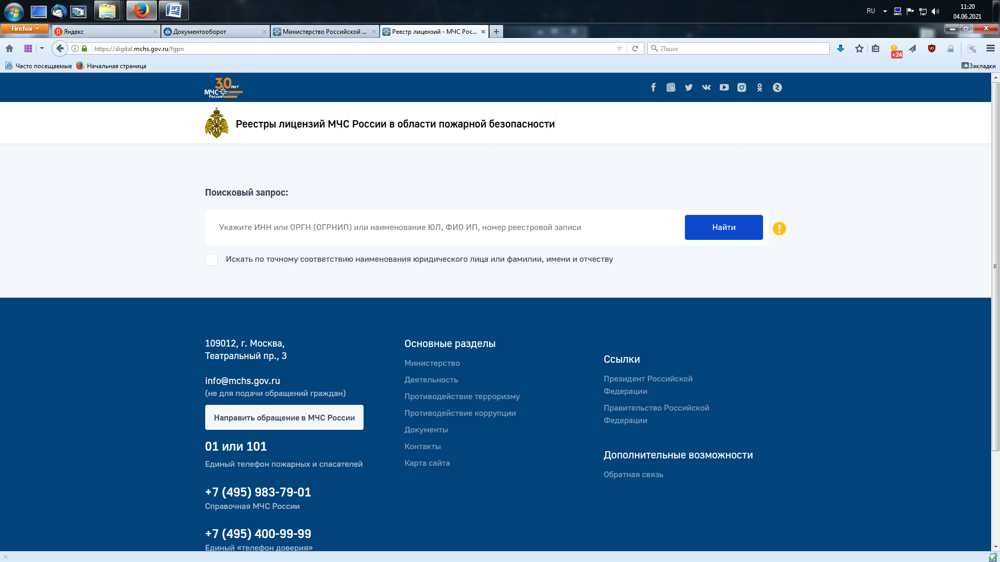 RU
11:20
04.06.2021
Firefox
Яндекс
Документооборот
Министерство Российской ...
Реестр лицензий - МЧС Рос...
https://digital.mchs.gov.ru/fgpn
Поиск
+24
Часто посещаемые
Начальная страница
Закладки
30 лет
МЧС
России
Реестры лицензий МЧС России в области пожарной безопасности
Поисковый запрос:
Укажите ИНН или ОРГН (ОГРНИП) или наименование ЮЛ, ФИО ИП, номер реестровой записи
Найти
Искать по точному соответствию наименования юридического лица или фамилии, имени и отчеству
109012, г. Москва,
Театральный пр., 3
info@mchs.gov.ru
(не для подачи обращений граждан)
Направить обращение в МЧС России
01 или 101
Единый телефон пожарных и спасателей
+7 (495) 983-79-01
Справочная МЧС России
+7 (495) 400-99-99
Единый «телефон доверия»
Основные разделы
Министерство
Деятельность
Противодействие терроризму
Противодействие коррупции
Документы
Контакты
Карта сайта
Ссылки
Президент Российской
Федерации
Правительство Российской
Федерации
Дополнительные возможности
Обратная связь